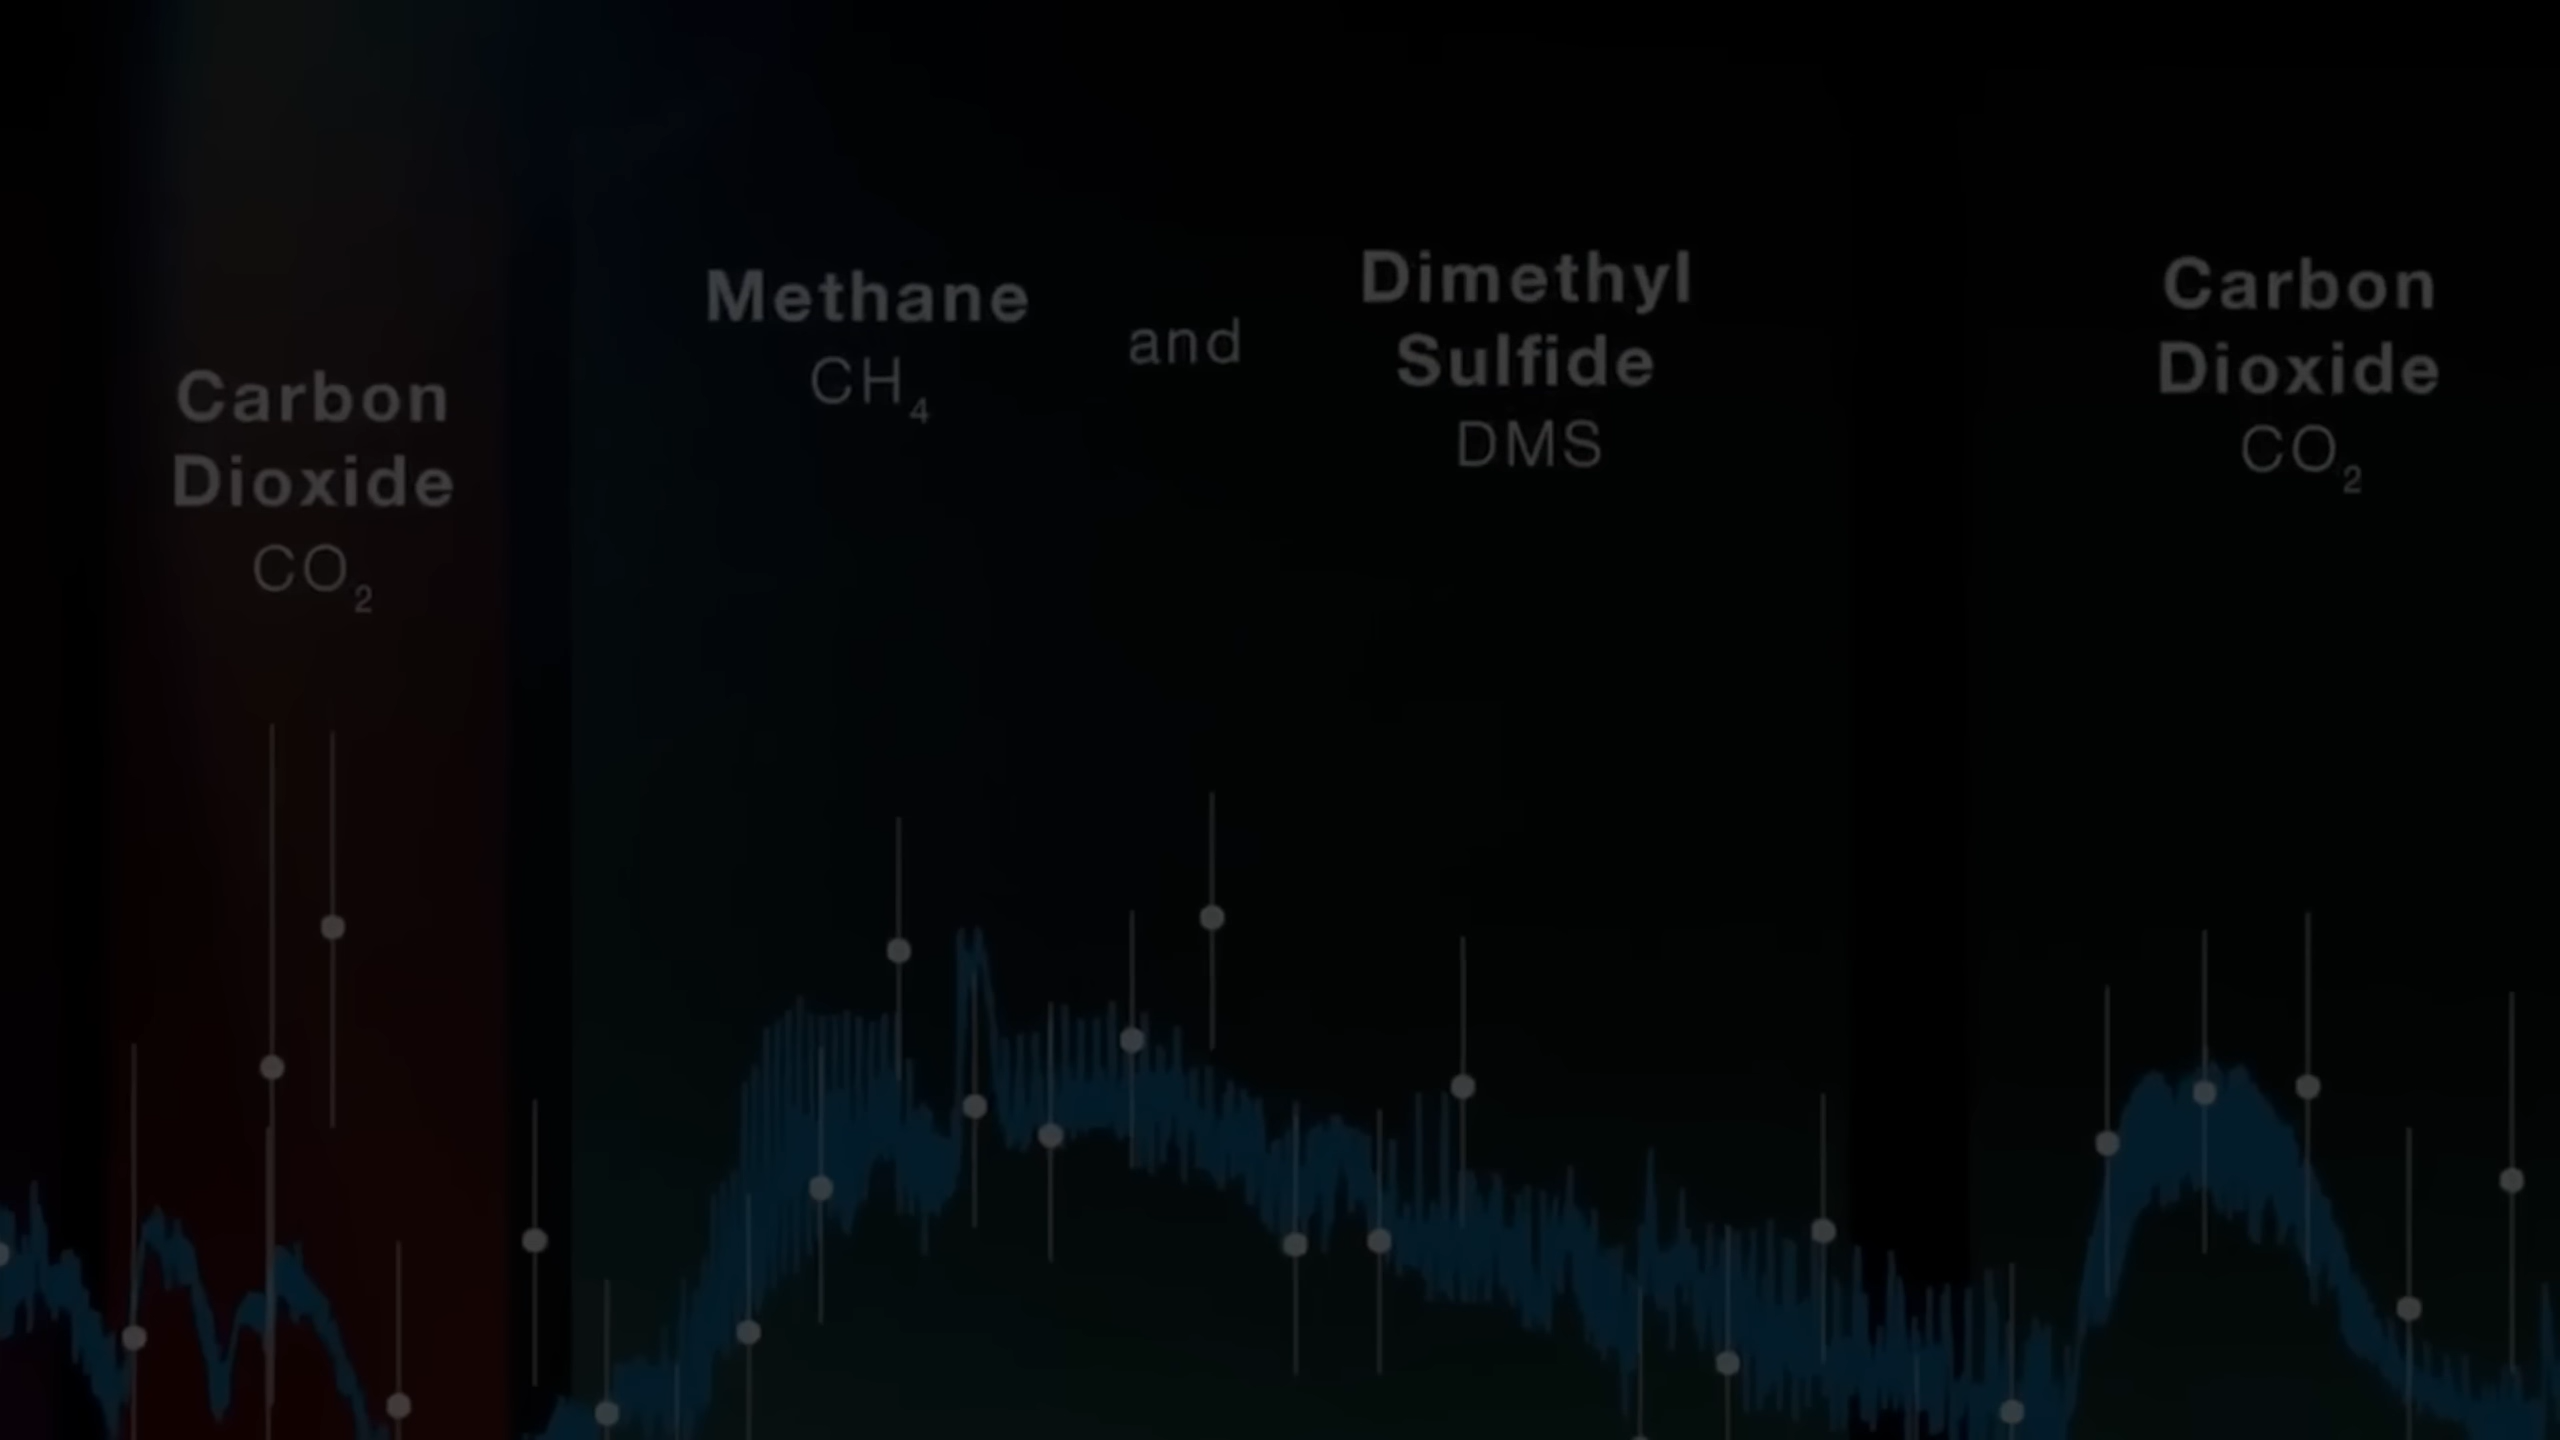 Carbon
Dioxide
CO₂
Methane
CH₄
and
Dimethyl
Sulfide
DMS
Carbon
Dioxide
CO₂